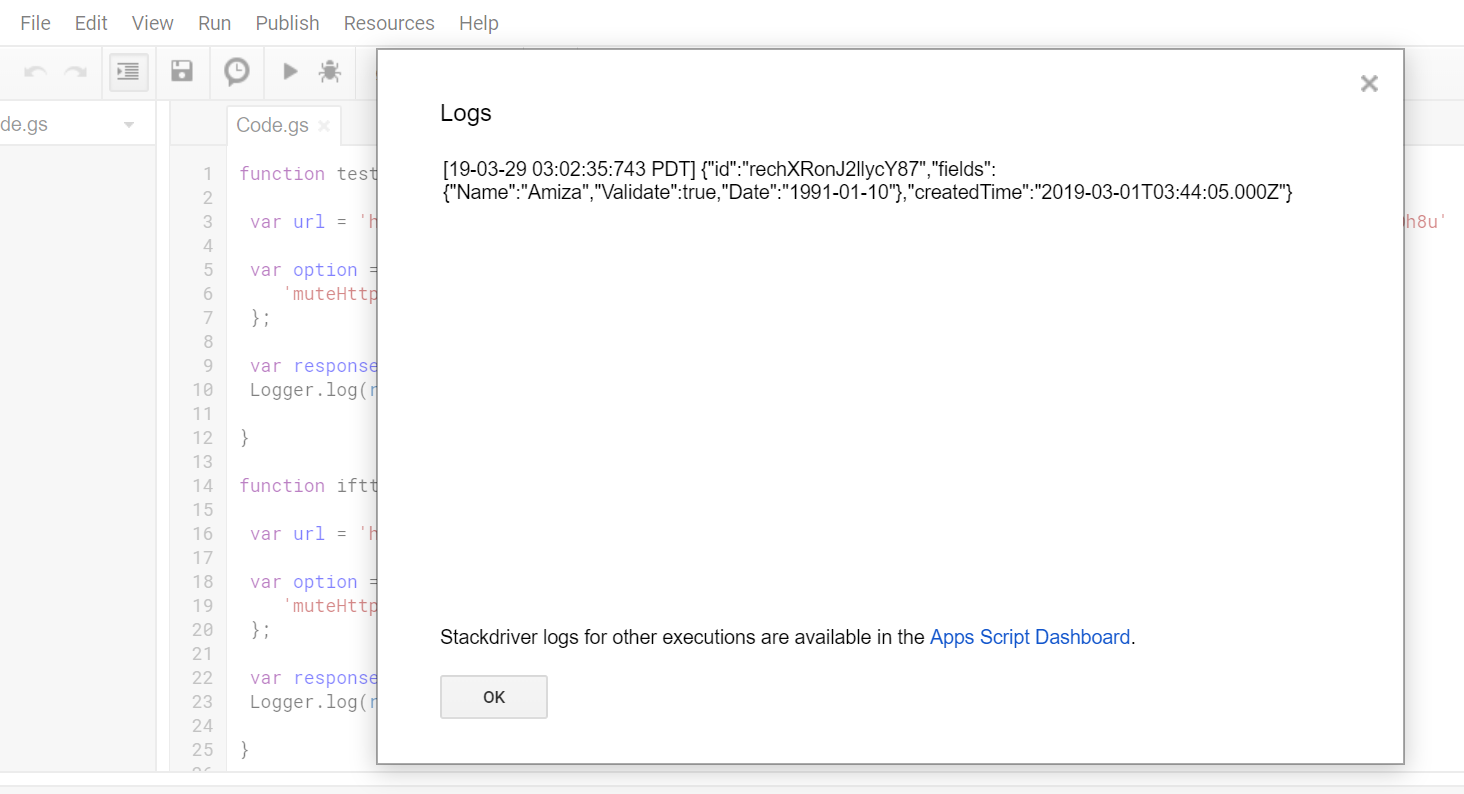 File Edit View Run Publish Resources Help
de.gs
Code.gs
Logs
[19-03-29 03:02:35:743 PDT] {"id":"rechXRonJ2llycY87","fields":
{"Name":"Amiza","Validate":true,"Date":"1991-01-10"},"createdTime":"2019-03-01T03:44:05.000Z"}
1 function test
2
3 var url = 'h
h8u'
4
5 var option =
6 'muteHttp
7 };
8
9 var response
10 Logger.log(r
11
12 }
13
14 function iftt
15
16 var url = 'h
17
18 var option =
19 'muteHttp
20 };
21
22 var response
23 Logger.log(r
24
25 }
Stackdriver logs for other executions are available in the Apps Script Dashboard.
OK